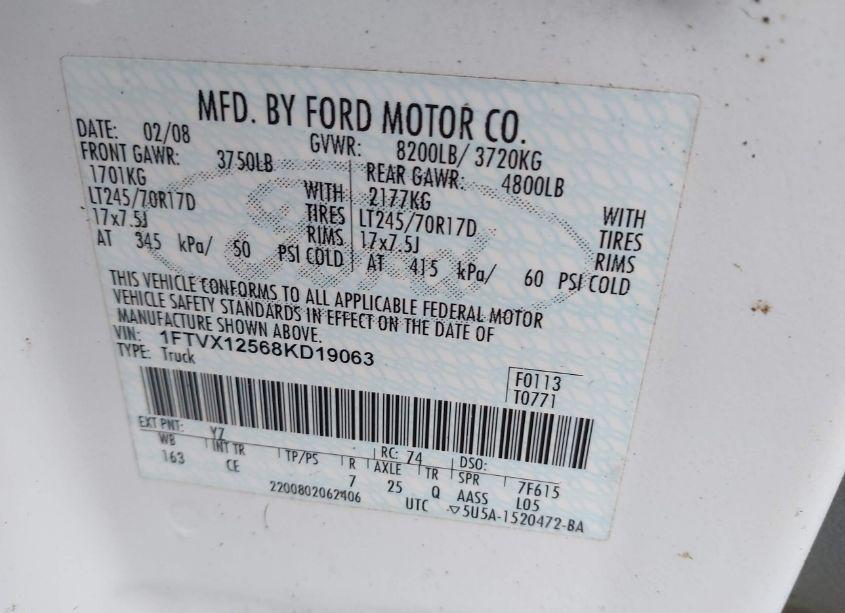 MFD. BY FORD MOTOR CO.
DATE: 02/08 GVWR: 8200LB/ 3720KG
FRONT GAWR: 3750LB REAR GAWR: 4800LB
1701KG WITH 2177KG WITH
LT245/70R17D TIRES LT245/70R17D TIRES
17x7.5J RIMS 17x7.5J RIMS
AT 345 kPa/ 50 PSI COLD AT 415 kPa/ 60 PSI COLD
THIS VEHICLE CONFORMS TO ALL APPLICABLE FEDERAL MOTOR
VEHICLE SAFETY STANDARDS IN EFFECT ON THE DATE OF
MANUFACTURE SHOWN ABOVE.
VIN: 1FTVX12568KD19063
TYPE: Truck
F0113
T0771
EXT PNT: YZ RC: 74 DSO:
WB INT TR TP/PS R AXLE TR SPR 7F615
163 CE 7 25 Q AASS L05
2200802062406 UTC ▽5U5A-1520472-BA